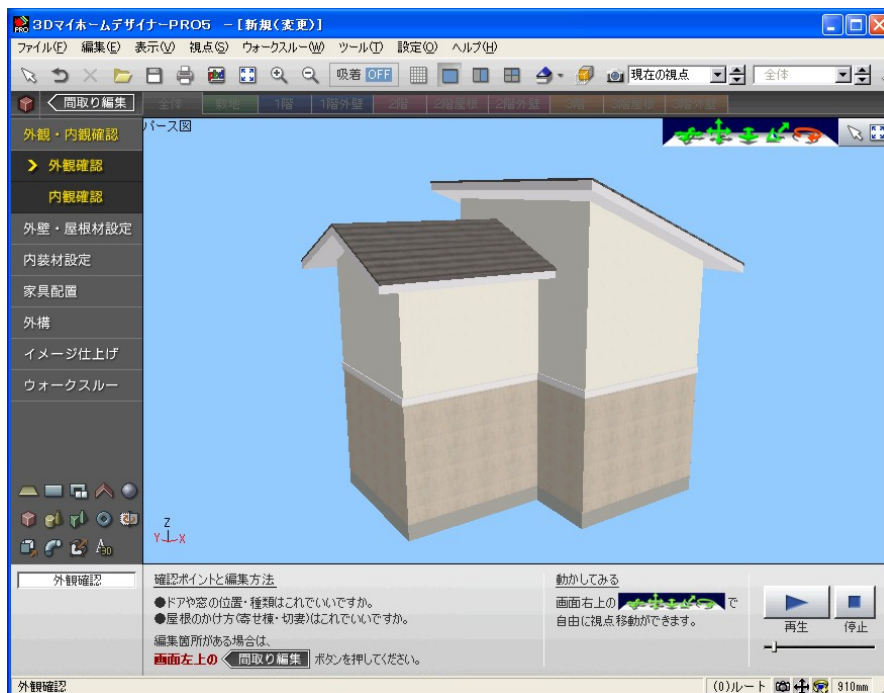 3DマイホームデザイナーPRO5 －[新規(変更)]
ファイル(F) 編集(E) 表示(V) 視点(S) ウォークスルー(W) ツール(T) 設定(O) ヘルプ(H)
吸着 OFF 現在の視点 全体
間取り編集 全体 敷地 1階 1階外壁 2階 2階屋根 2階外壁 3階 3階屋根 3階外壁
外観・内観確認
外観確認
内観確認
外壁・屋根材設定
内装材設定
家具配置
外構
イメージ仕上げ
ウォークスルー
パース図
Z
Y X
外観確認
確認ポイントと編集方法
●ドアや窓の位置・種類はこれでいいですか。
●屋根のかけ方(寄せ棟・切妻)はこれでいいですか。
編集箇所がある場合は、
画面左上の 間取り編集 ボタンを押してください。
動かしてみる
画面右上の で
自由に視点移動ができます。
再生 停止
外観確認 (0)ルート 910mm